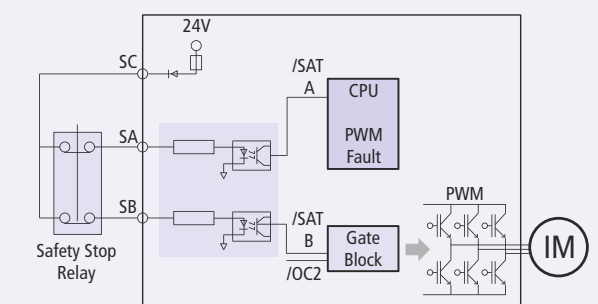 24V
SC
/SAT
A
CPU
PWM
Fault
SA
SB
/SAT
B
/OC2
Gate
Block
PWM
IM
Safety Stop
Relay